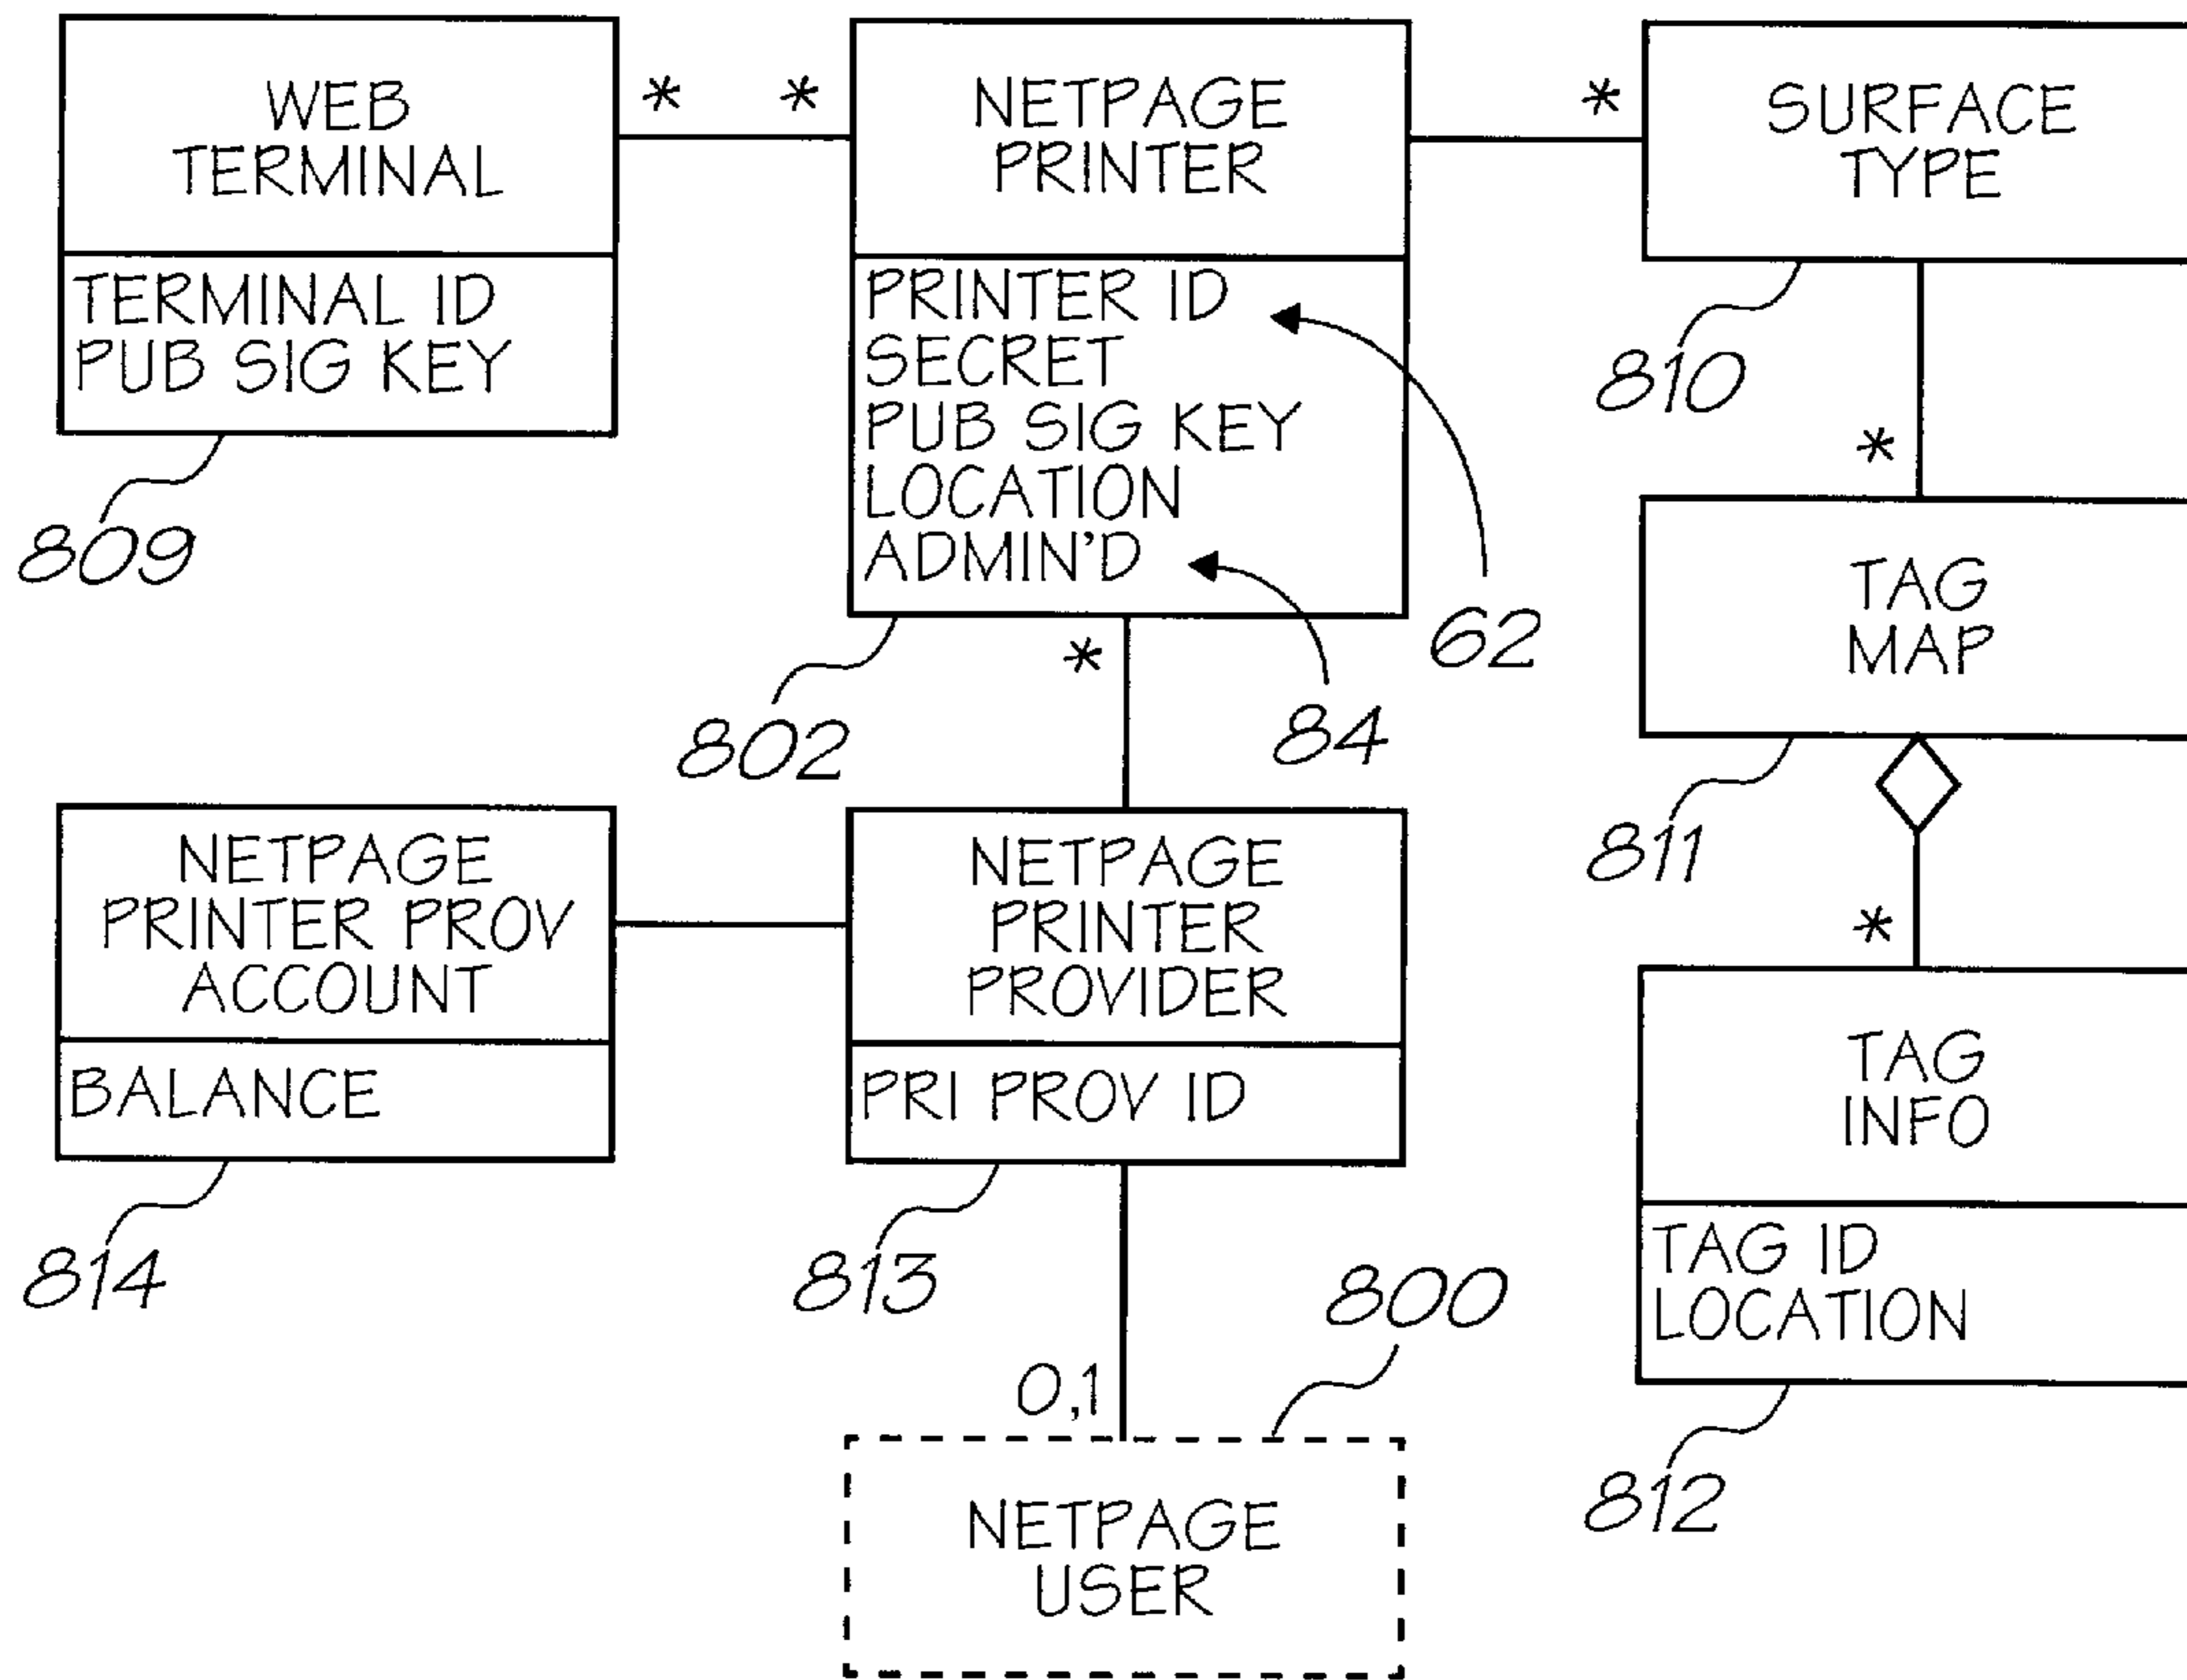 WEB
TERMINAL
TERMINAL ID
PUB SIG KEY
809
*
*
NETPAGE
PRINTER
PRINTER ID
SECRET
PUB SIG KEY
LOCATION
ADMIN'D
62
84
802
*
*
SURFACE
TYPE
810
*
TAG
MAP
811
*
TAG
INFO
TAG ID
LOCATION
812
NETPAGE
PRINTER PROV
ACCOUNT
BALANCE
814
NETPAGE
PRINTER
PROVIDER
PRI PROV ID
813
0,1
800
NETPAGE
USER